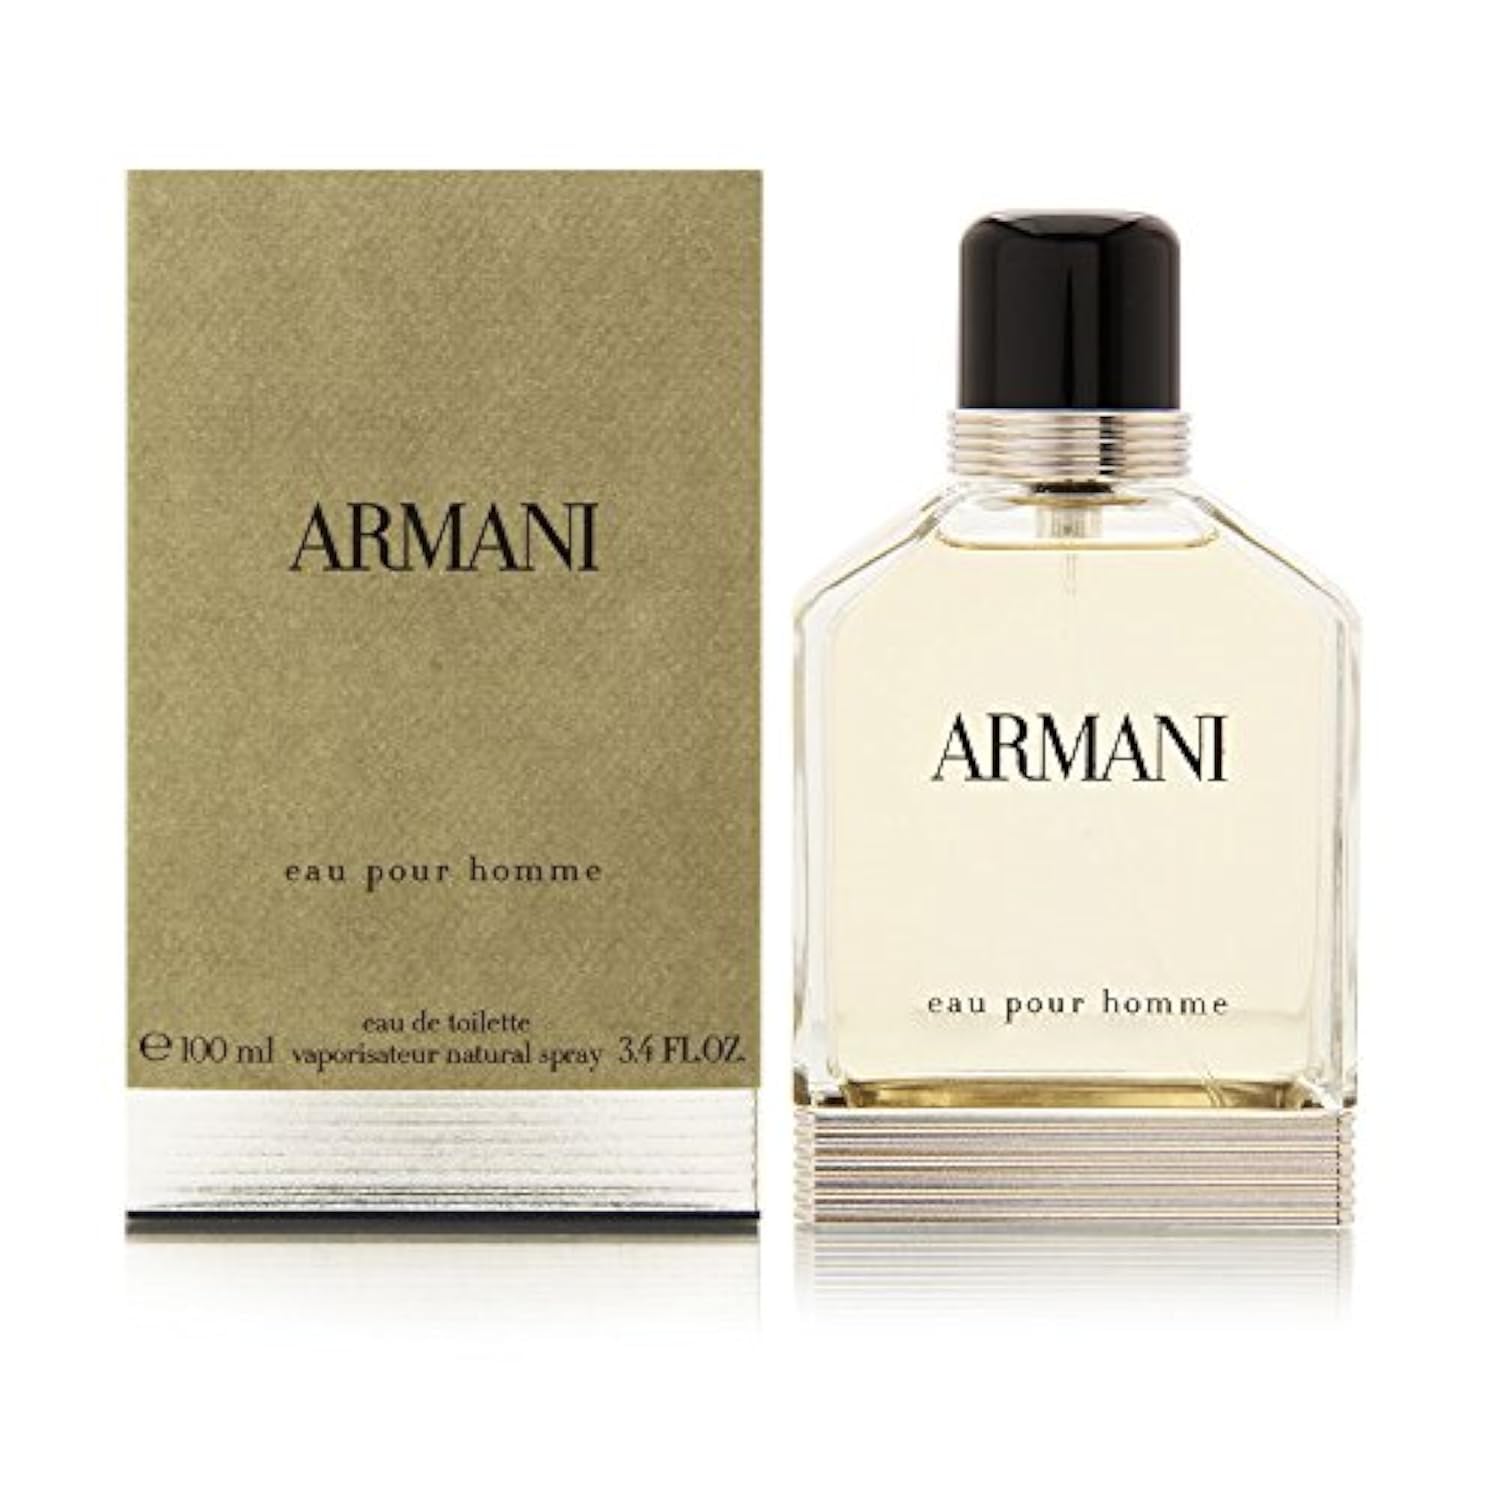 ARMANI
eau pour homme
eau de toilette
℮ 100 ml vaporisateur natural spray 3.4 FL.OZ.
ARMANI
eau pour homme